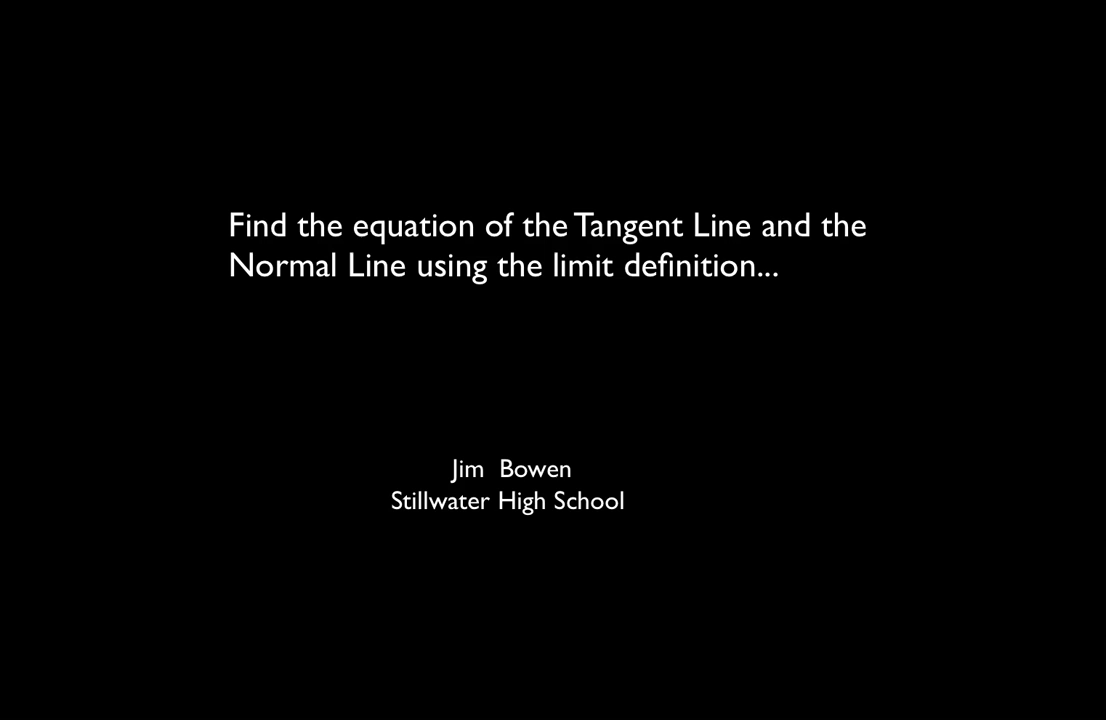 Find the equation of the Tangent Line and the
Normal Line using the limit definition...
Jim Bowen
Stillwater High School